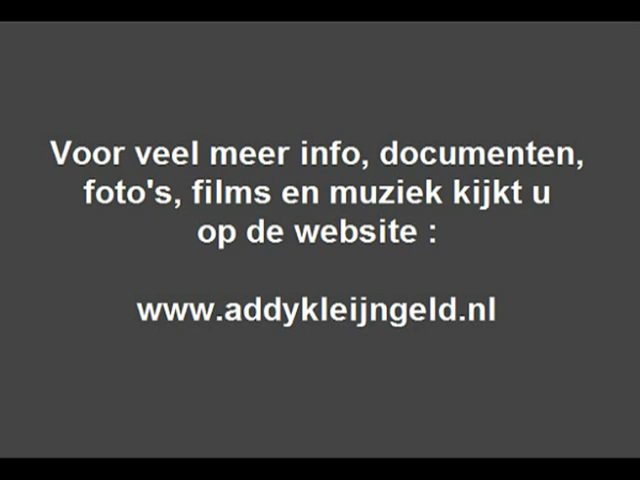 Voor veel meer info, documenten,
foto's, films en muziek kijkt u
op de website :
www.addykleijngeld.nl